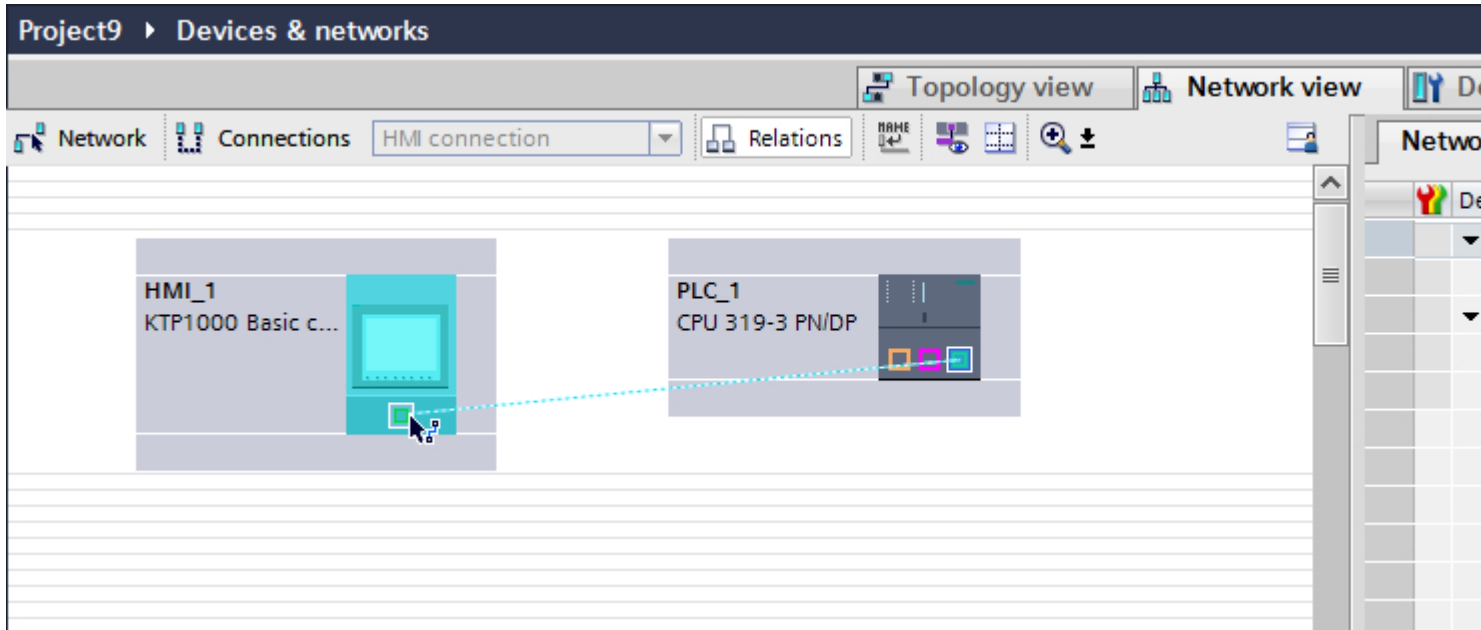 Project9 ▸ Devices & networks
Topology view
Network view
Network
Connections
HMI connection
Relations
NAME
HMI_1
KTP1000 Basic c...
PLC_1
CPU 319-3 PN/DP